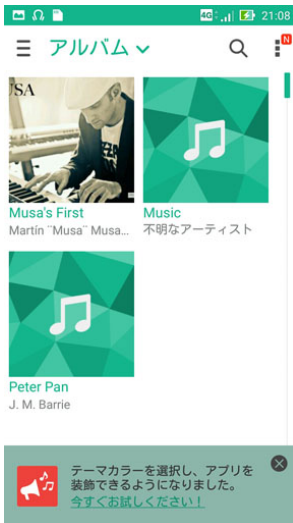 4G 21:08
アルバム
N
USA
Musa's First
Martín "Musa" Musa...
Music
不明なアーティスト
Peter Pan
J. M. Barrie
テーマカラーを選択し、アプリを
装飾できるようになりました。
今すぐお試しください！